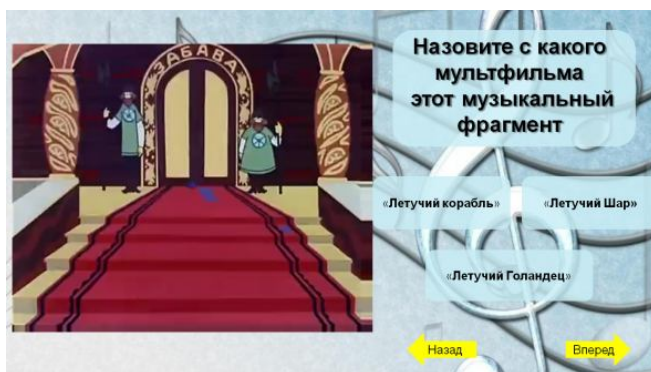 ЗАБАВА
Назовите с какого
мультфильма
этот музыкальный
фрагмент
«Летучий корабль»
«Летучий Шар»
«Летучий Голандец»
Назад
Вперед